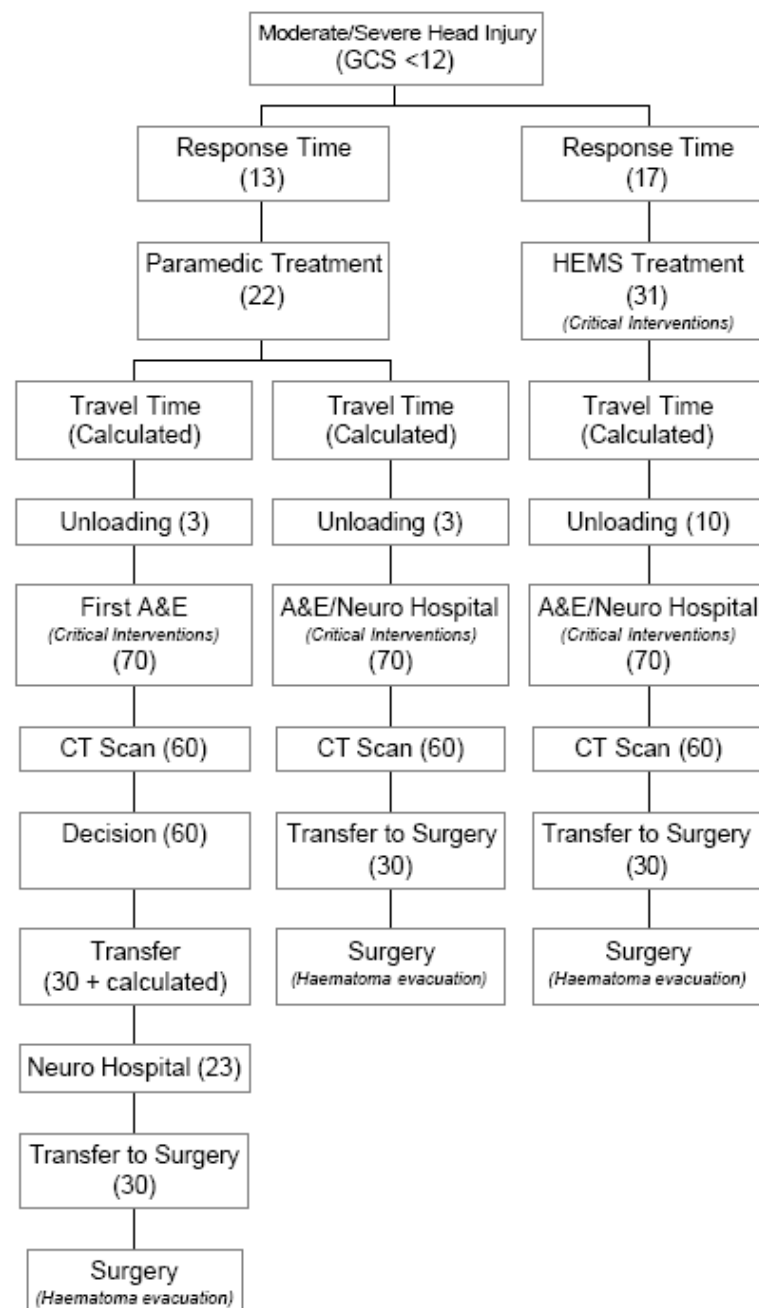 Moderate/Severe Head Injury
(GCS <12)
Response Time
(13)
Response Time
(17)
Paramedic Treatment
(22)
HEMS Treatment
(31)
(Critical Interventions)
Travel Time
(Calculated)
Travel Time
(Calculated)
Travel Time
(Calculated)
Unloading (3)
Unloading (3)
Unloading (10)
First A&E
(Critical Interventions)
(70)
A&E/Neuro Hospital
(Critical Interventions)
(70)
A&E/Neuro Hospital
(Critical Interventions)
(70)
CT Scan (60)
CT Scan (60)
CT Scan (60)
Decision (60)
Transfer to Surgery
(30)
Transfer to Surgery
(30)
Transfer
(30 + calculated)
Surgery
(Haematoma evacuation)
Surgery
(Haematoma evacuation)
Neuro Hospital (23)
Transfer to Surgery
(30)
Surgery
(Haematoma evacuation)